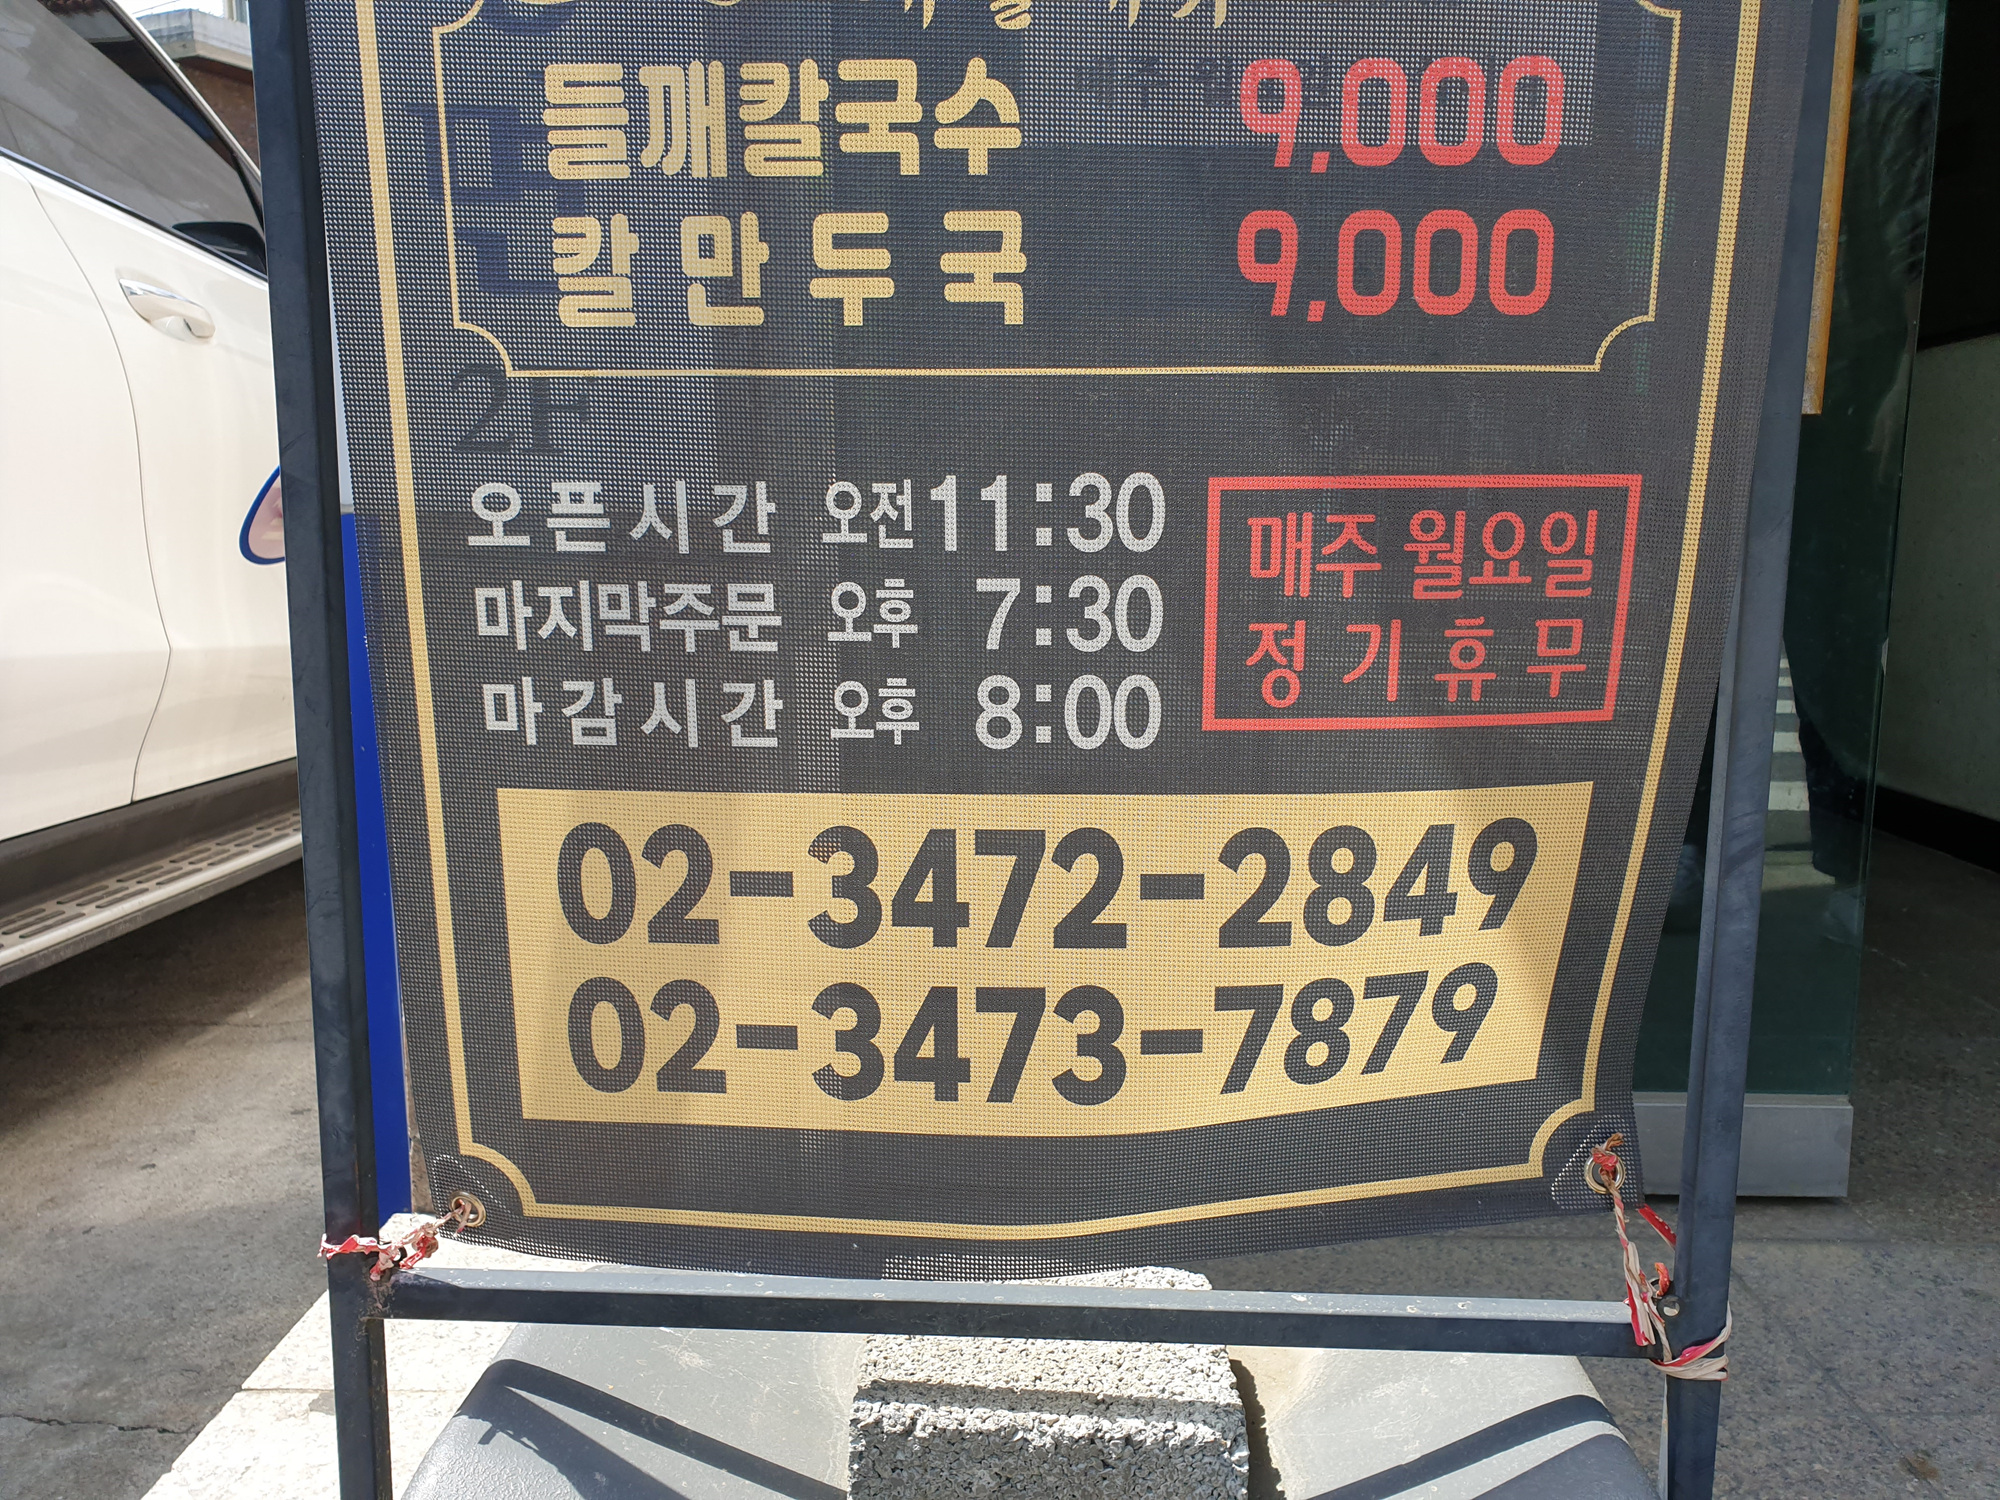 들깨칼국수 9,000
칼만두국 9,000
2F
오픈시간 오전 11:30
마지막주문 오후 7:30
마감시간 오후 8:00
매주 월요일
정기휴무
02-3472-2849
02-3473-7879